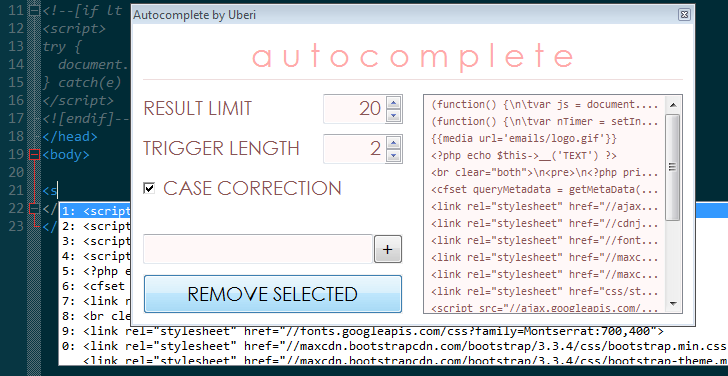 Autocomplete by Uberi
autocomplete
RESULT LIMIT 20
TRIGGER LENGTH 2
CASE CORRECTION
+
REMOVE SELECTED
(function() {\n\tvar js = document....
(function() {\n\tvar nTimer = setIn...
{{media url='emails/logo.gif'}}
<?php echo $this->__('TEXT') ?>
<br clear="both">\n<pre>\n<?php pri...
<cfset queryMetadata = getMetaData(...
<link rel="stylesheet" href="//ajax...
<link rel="stylesheet" href="//cdnj...
<link rel="stylesheet" href="//font...
<link rel="stylesheet" href="//maxc...
<link rel="stylesheet" href="//maxc...
<link rel="stylesheet" href="css/st...
<script src="//ajax.googleapis.com/...
11 <!--[if lt
12 <script>
13 try {
14 document.
15 } catch(e)
16 </script>
17 <![endif]--
18 </head>
19 <body>
20
21 <s
22 </
23 </
1: <script
2: <script
3: <script
4: <script
5: <?php e
6: <cfset
7: <link r
8: <br cle
9: <link rel="stylesheet" href="//fonts.googleapis.com/css?family=Montserrat:700,400">
0: <link rel="stylesheet" href="//maxcdn.bootstrapcdn.com/bootstrap/3.3.4/css/bootstrap.min.css
<link rel="stylesheet" href="//maxcdn.bootstrapcdn.com/bootstrap/3.3.4/css/bootstrap-theme.m